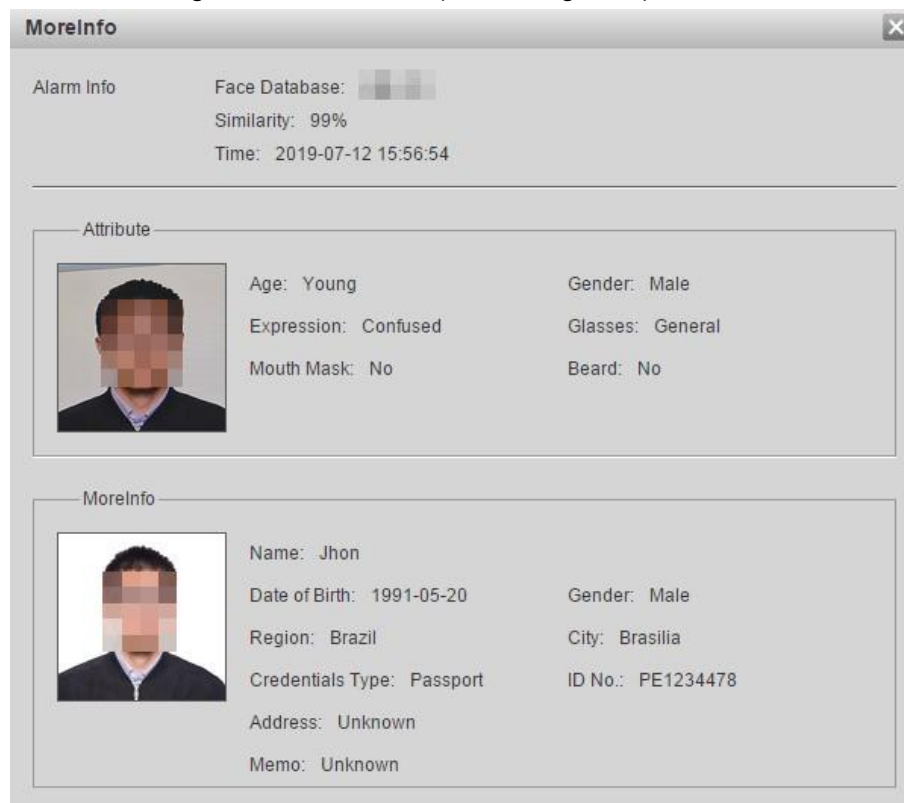 MoreInfo
Alarm Info Face Database:
Similarity: 99%
Time: 2019-07-12 15:56:54
Attribute
Age: Young Gender: Male
Expression: Confused Glasses: General
Mouth Mask: No Beard: No
MoreInfo
Name: Jhon
Date of Birth: 1991-05-20 Gender: Male
Region: Brazil City: Brasilia
Credentials Type: Passport ID No.: PE1234478
Address: Unknown
Memo: Unknown